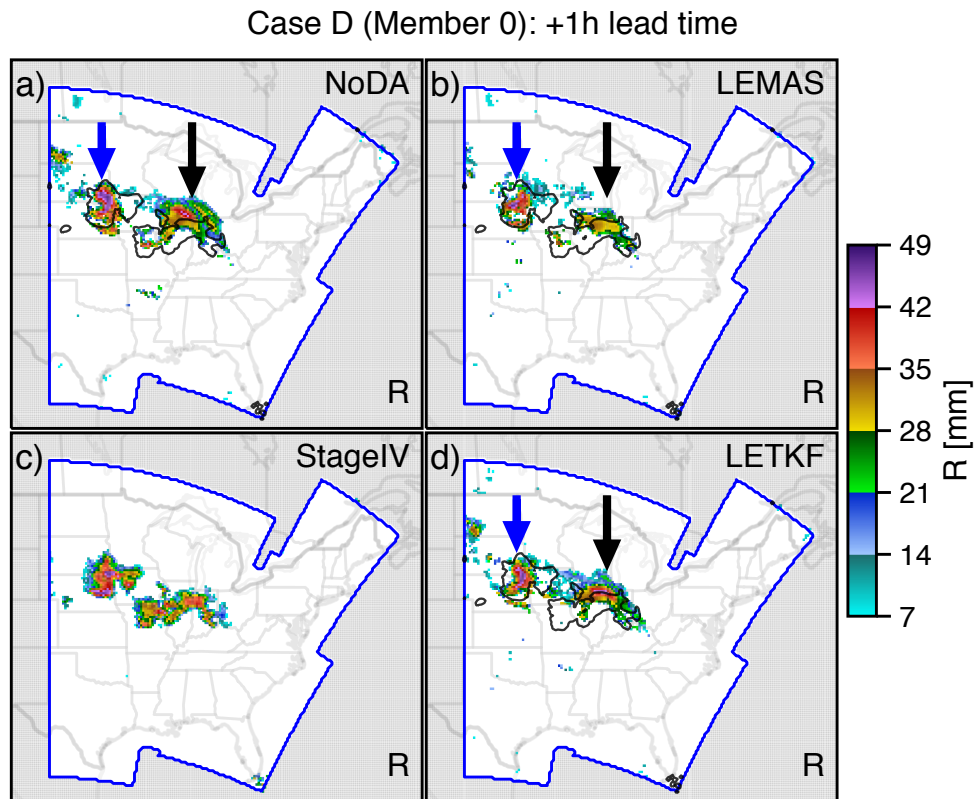 Case D (Member 0): +1h lead time
a) NoDA
R
b) LEMAS
R
c) StageIV
R
d) LETKF
R
49
42
35
28
21
14
7
R [mm]